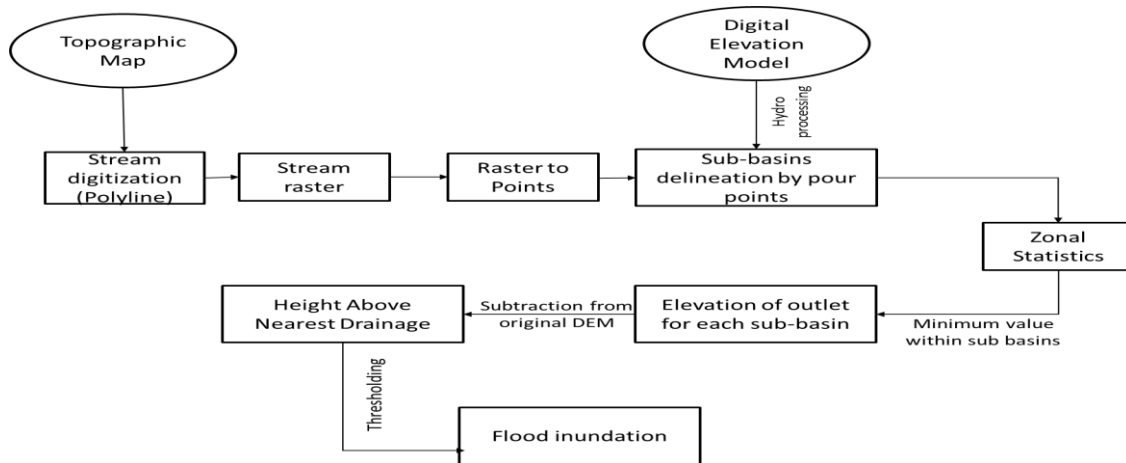 Topographic
Map
Digital
Elevation
Model
Hydro
processing
Stream
digitization
(Polyline)
Stream
raster
Raster to
Points
Sub-basins
delineation by pour
points
Zonal
Statistics
Height Above
Nearest Drainage
Subtraction from
original DEM
Elevation of outlet
for each sub-basin
Minimum value
within sub basins
Thresholding
Flood inundation